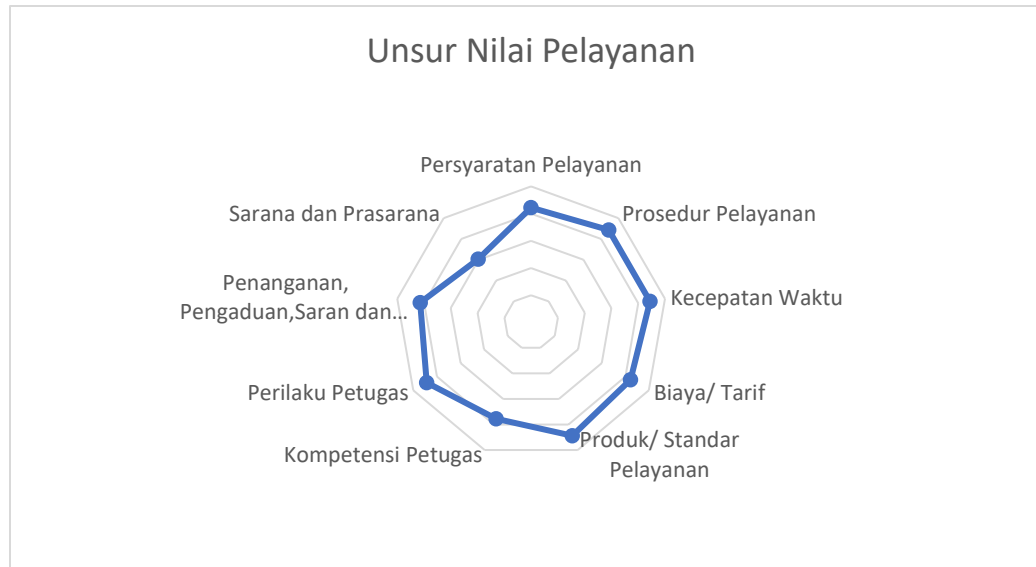 Unsur Nilai Pelayanan
Persyaratan Pelayanan
Prosedur Pelayanan
Kecepatan Waktu
Biaya/ Tarif
Produk/ Standar
Pelayanan
Kompetensi Petugas
Perilaku Petugas
Penanganan,
Pengaduan,Saran dan...
Sarana dan Prasarana